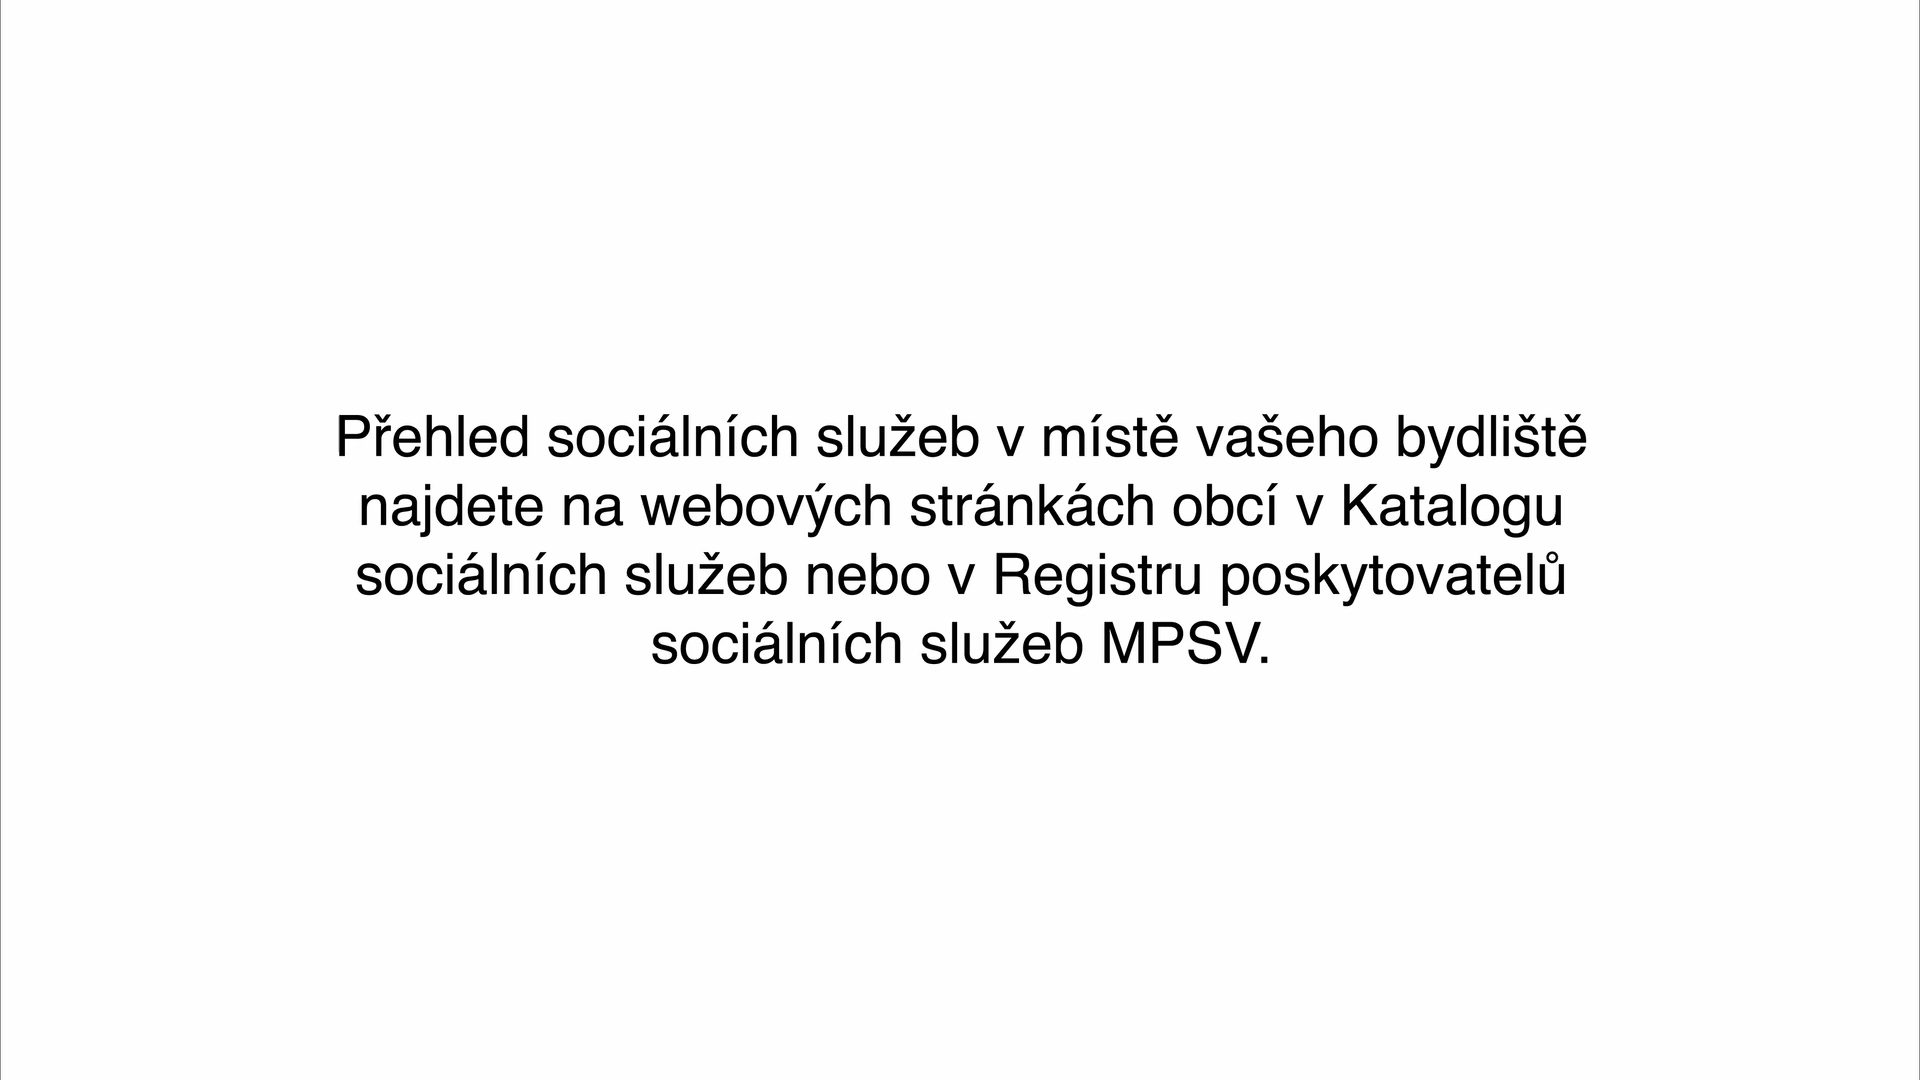 Přehled sociálních služeb v místě vašeho bydliště
najdete na webových stránkách obcí v Katalogu
sociálních služeb nebo v Registru poskytovatelů
sociálních služeb MPSV.